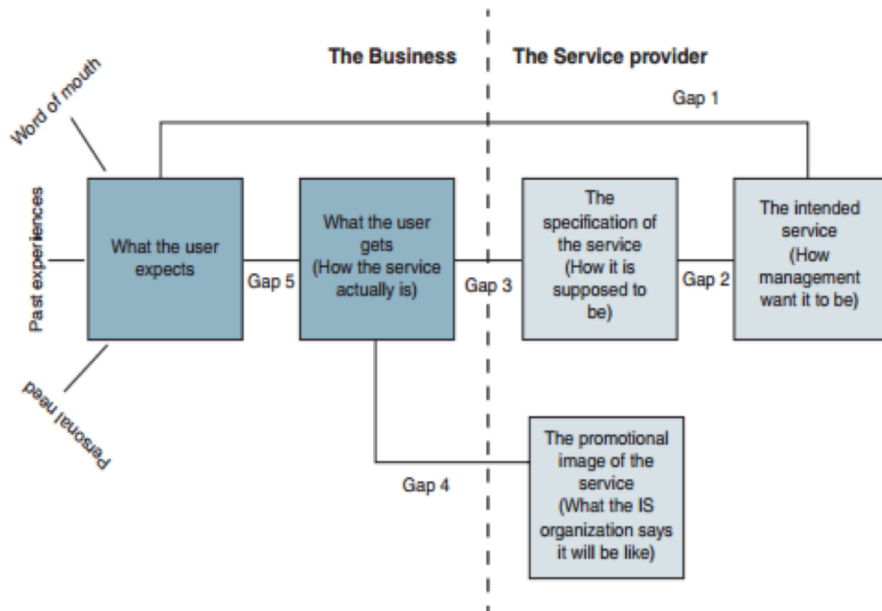 The Business
The Service provider
Gap 1
Word of mouth
Past experiences
Personal need
What the user
expects
Gap 5
What the user
gets
(How the service
actually is)
Gap 3
The
specification of
the service
(How it is
supposed to
be)
Gap 2
The intended
service
(How
management
want it to be)
Gap 4
The promotional
image of the
service
(What the IS
organization says
it will be like)